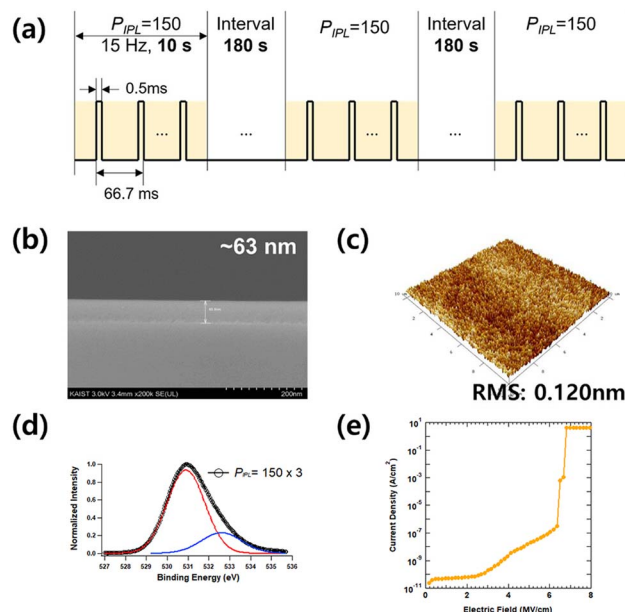 (a)
P_IPL=150
15 Hz, 10 s
Interval
180 s
P_IPL=150
Interval
180 s
P_IPL=150
0.5ms
...
...
...
...
...
66.7 ms
(b)
~63 nm
KAIST 3.0kV 3.4mm x200k SE(UL)
200nm
(c)
RMS: 0.120nm
(d)
Normalized Intensity
1.0
0.8
0.6
0.4
0.2
0.0
P_IPL= 150 x 3
527 528 529 530 531 532 533 534 535 536
Binding Energy (eV)
(e)
Current Density (A/cm²)
10¹
10⁻¹
10⁻³
10⁻⁵
10⁻⁷
10⁻⁹
10⁻¹¹
0 2 4 6 8
Electric Field (MV/cm)